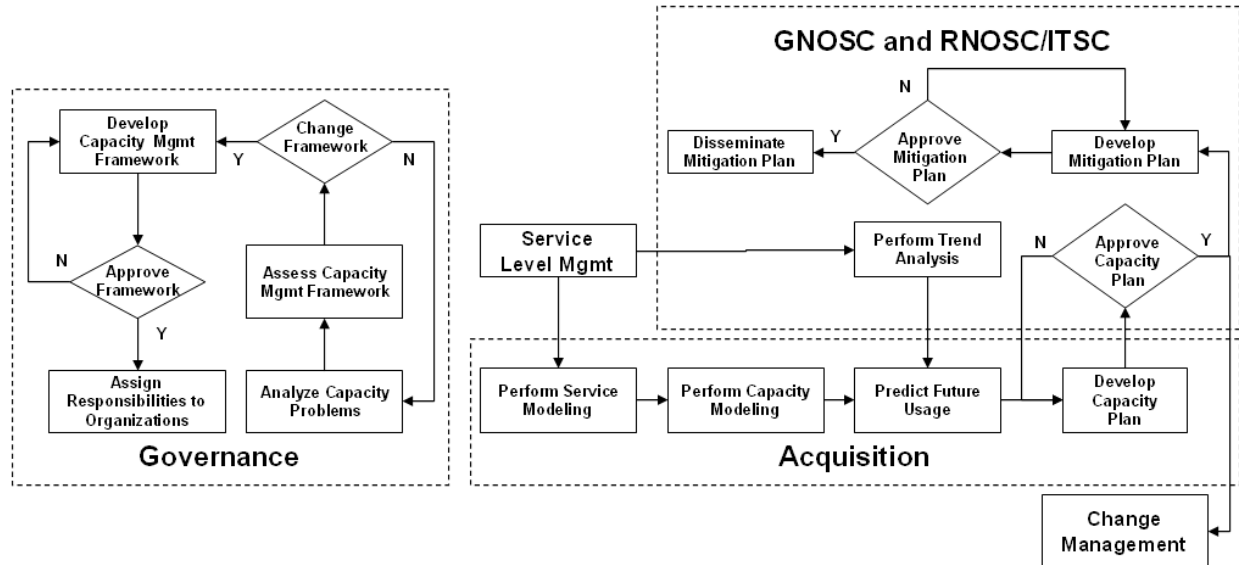 GNOSC and RNOSC/ITSC
Develop
Capacity Mgmt
Framework
Change
Framework
Y
N
N
Approve
Framework
Y
Assess Capacity
Mgmt Framework
Assign
Responsibilities to
Organizations
Analyze Capacity
Problems
Governance
N
Disseminate
Mitigation Plan
Y
Approve
Mitigation
Plan
Develop
Mitigation Plan
Service
Level Mgmt
Perform Trend
Analysis
N
Approve
Capacity
Plan
Y
Perform Service
Modeling
Perform Capacity
Modeling
Predict Future
Usage
Develop
Capacity
Plan
Acquisition
Change
Management